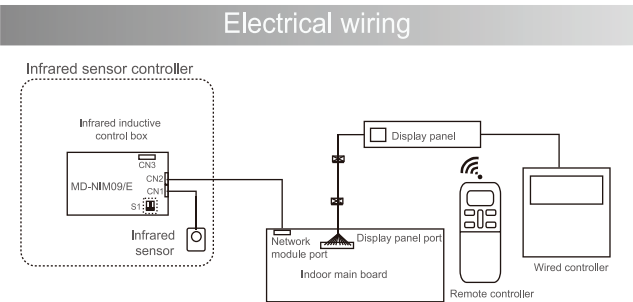 Electrical wiring
Infrared sensor controller
Infrared inductive
control box
CN3
MD-NIM09/E
CN2
CN1
S1
Infrared
sensor
Display panel
Network
module port
Display panel port
Indoor main board
Remote controller
Wired controller